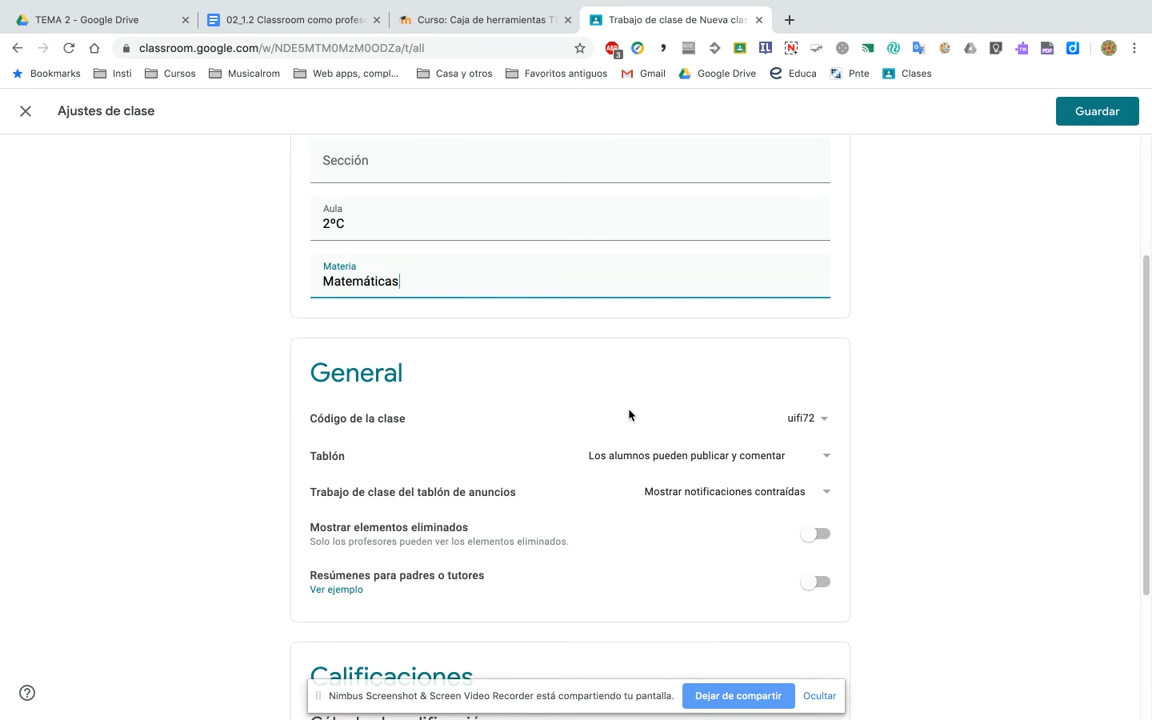 TEMA 2 - Google Drive
02_1.2 Classroom como profes
Curso: Caja de herramientas T
Trabajo de clase de Nueva clas
classroom.google.com/w/NDE5MTM0MzM0ODZa/t/all
3
Bookmarks
Insti
Cursos
Musicalrom
Web apps, compl...
Casa y otros
Favoritos antiguos
Gmail
Google Drive
Educa
Pnte
Clases
Ajustes de clase
Guardar
Sección
Aula
2ºC
Materia
Matemáticas
General
Código de la clase
uifi72
Tablón
Los alumnos pueden publicar y comentar
Trabajo de clase del tablón de anuncios
Mostrar notificaciones contraídas
Mostrar elementos eliminados
Solo los profesores pueden ver los elementos eliminados.
Resúmenes para padres o tutores
Ver ejemplo
Calificaciones
Nimbus Screenshot & Screen Video Recorder está compartiendo tu pantalla.
Dejar de compartir
Ocultar